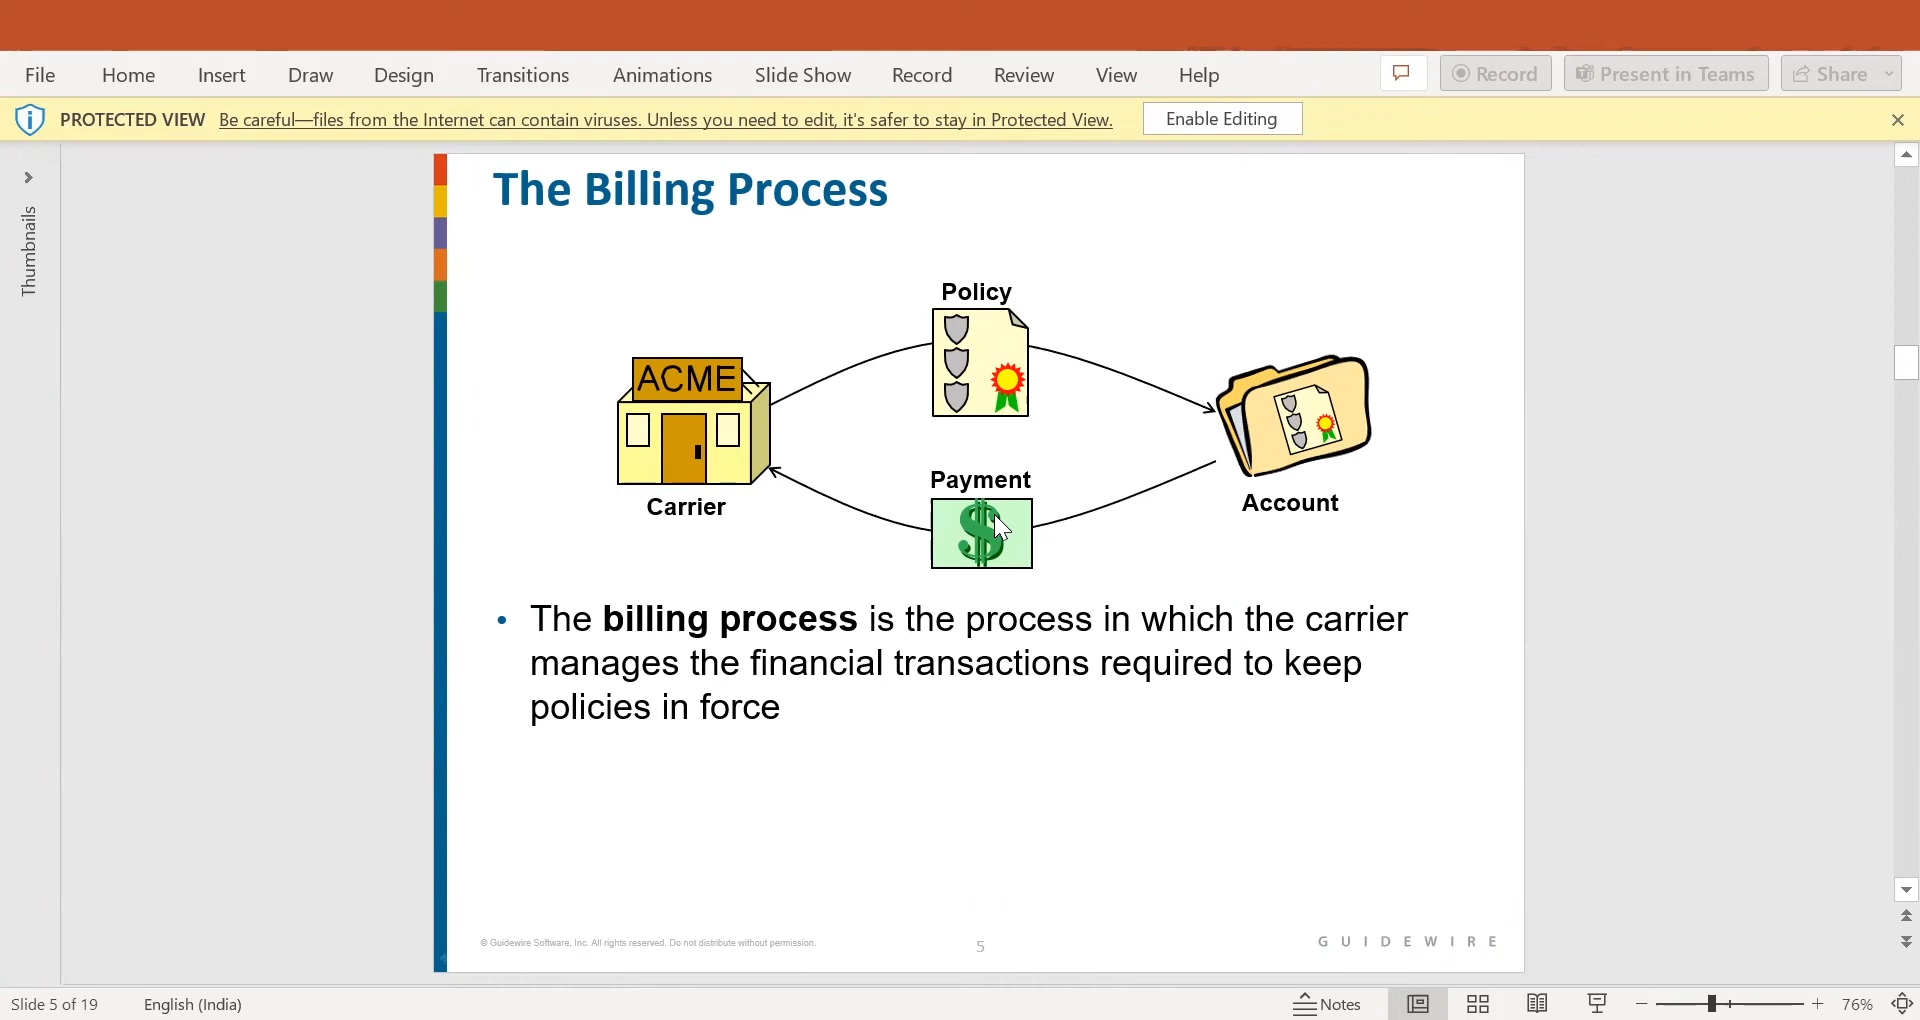 File Home Insert Draw Design Transitions Animations Slide Show Record Review View Help Record Present in Teams Share
PROTECTED VIEW Be careful—files from the Internet can contain viruses. Unless you need to edit, it's safer to stay in Protected View. Enable Editing
Thumbnails
The Billing Process
Policy
ACME
Carrier
Payment
$
Account
• The billing process is the process in which the carrier
manages the financial transactions required to keep
policies in force
© Guidewire Software, Inc. All rights reserved. Do not distribute without permission.
5
GUIDEWIRE
Slide 5 of 19 English (India) Notes 76%